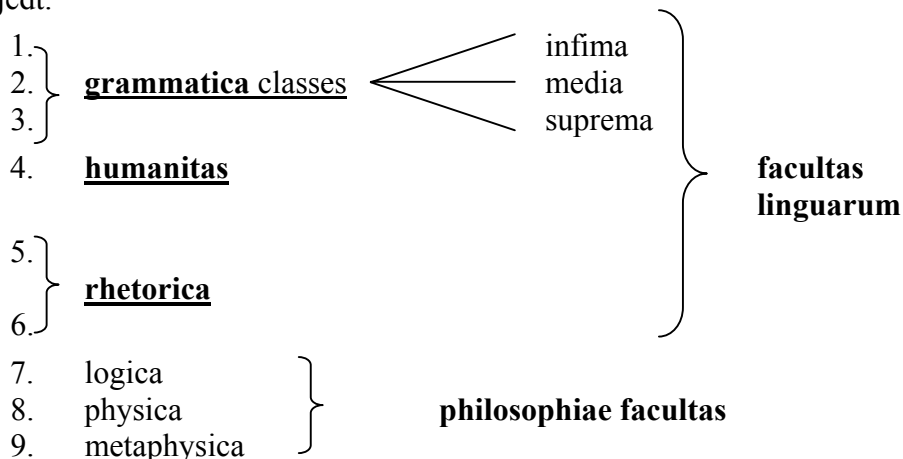 1. infima
2. grammatica classes media
3. suprema
4. humanitas facultas
linguarum
5.
rhetorica
6.
7. logica
8. physica philosophiae facultas
9. metaphysica